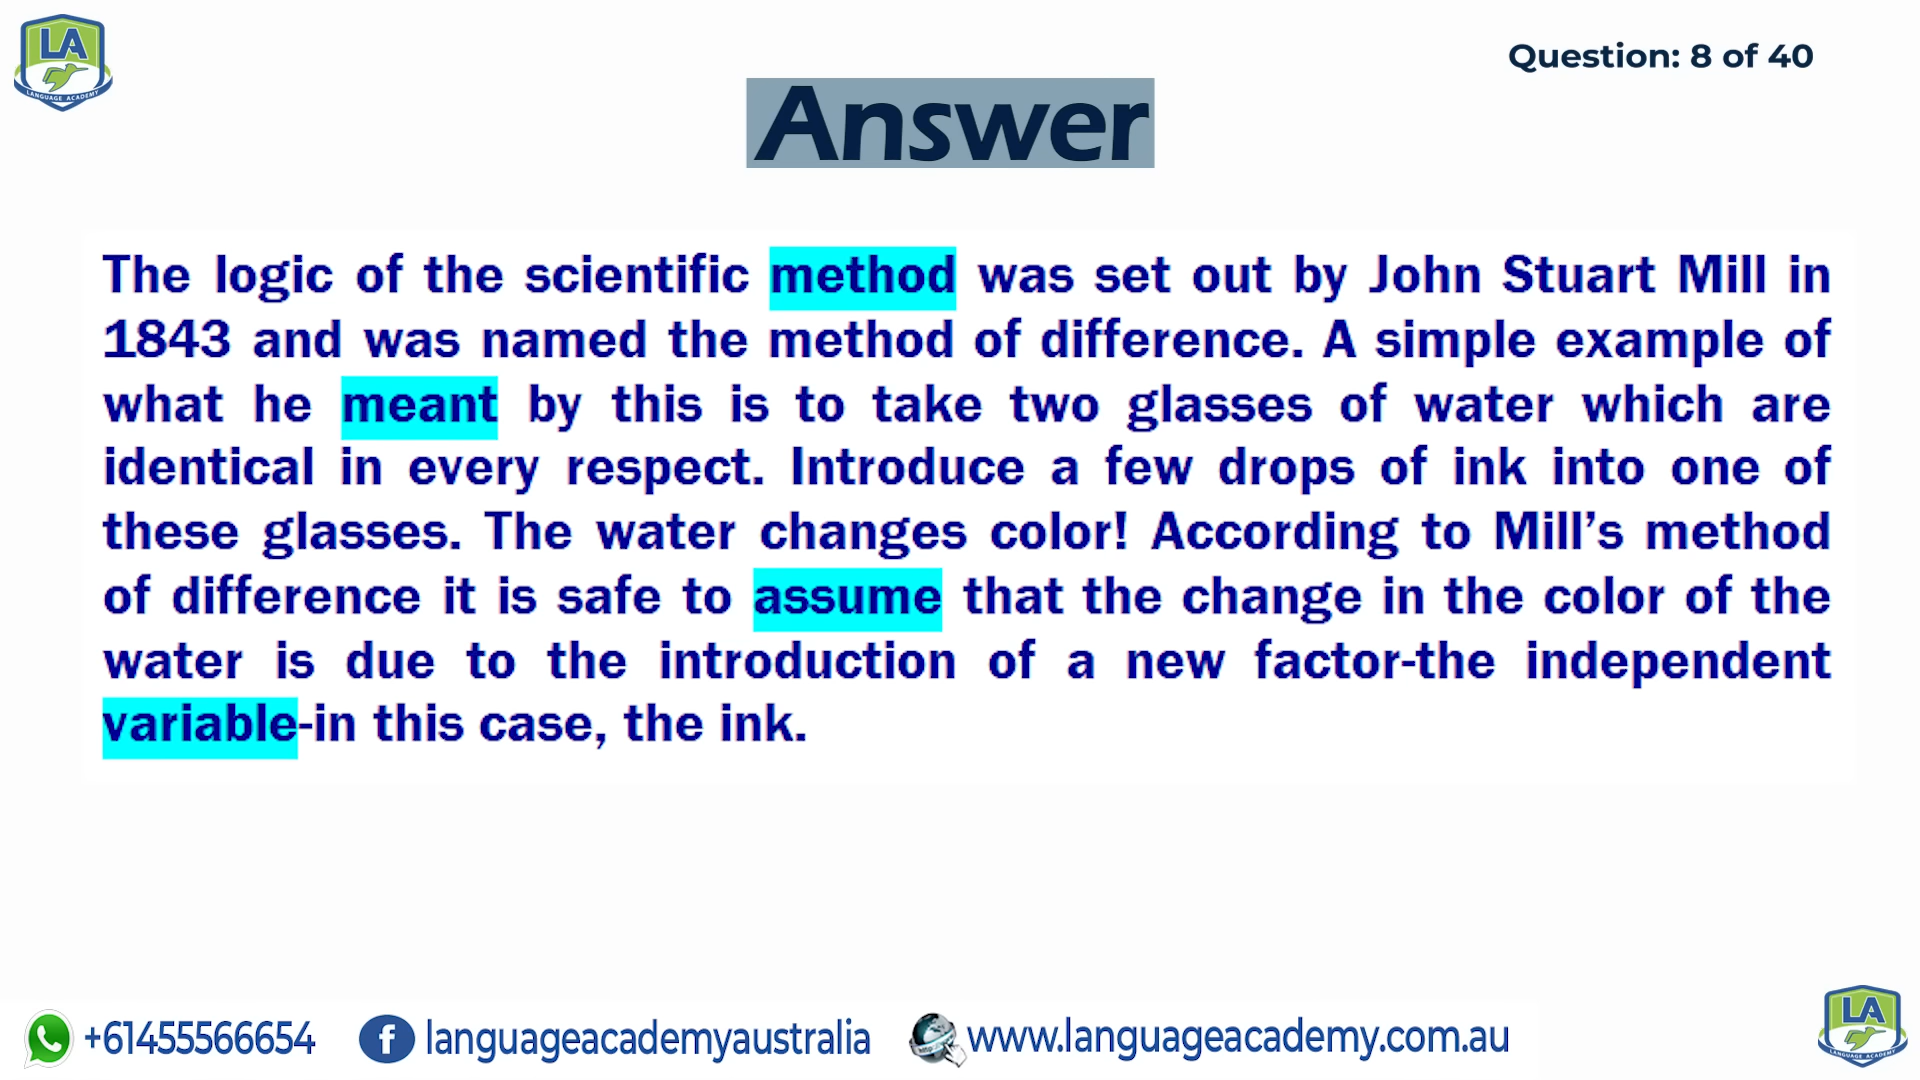 LA
LANGUAGE ACADEMY
Question: 8 of 40
Answer
The logic of the scientific method was set out by John Stuart Mill in
1843 and was named the method of difference. A simple example of
what he meant by this is to take two glasses of water which are
identical in every respect. Introduce a few drops of ink into one of
these glasses. The water changes color! According to Mill’s method
of difference it is safe to assume that the change in the color of the
water is due to the introduction of a new factor-the independent
variable-in this case, the ink.
+61455566654
f languageacademyaustralia
http://
www.languageacademy.com.au
LA
LANGUAGE ACADEMY